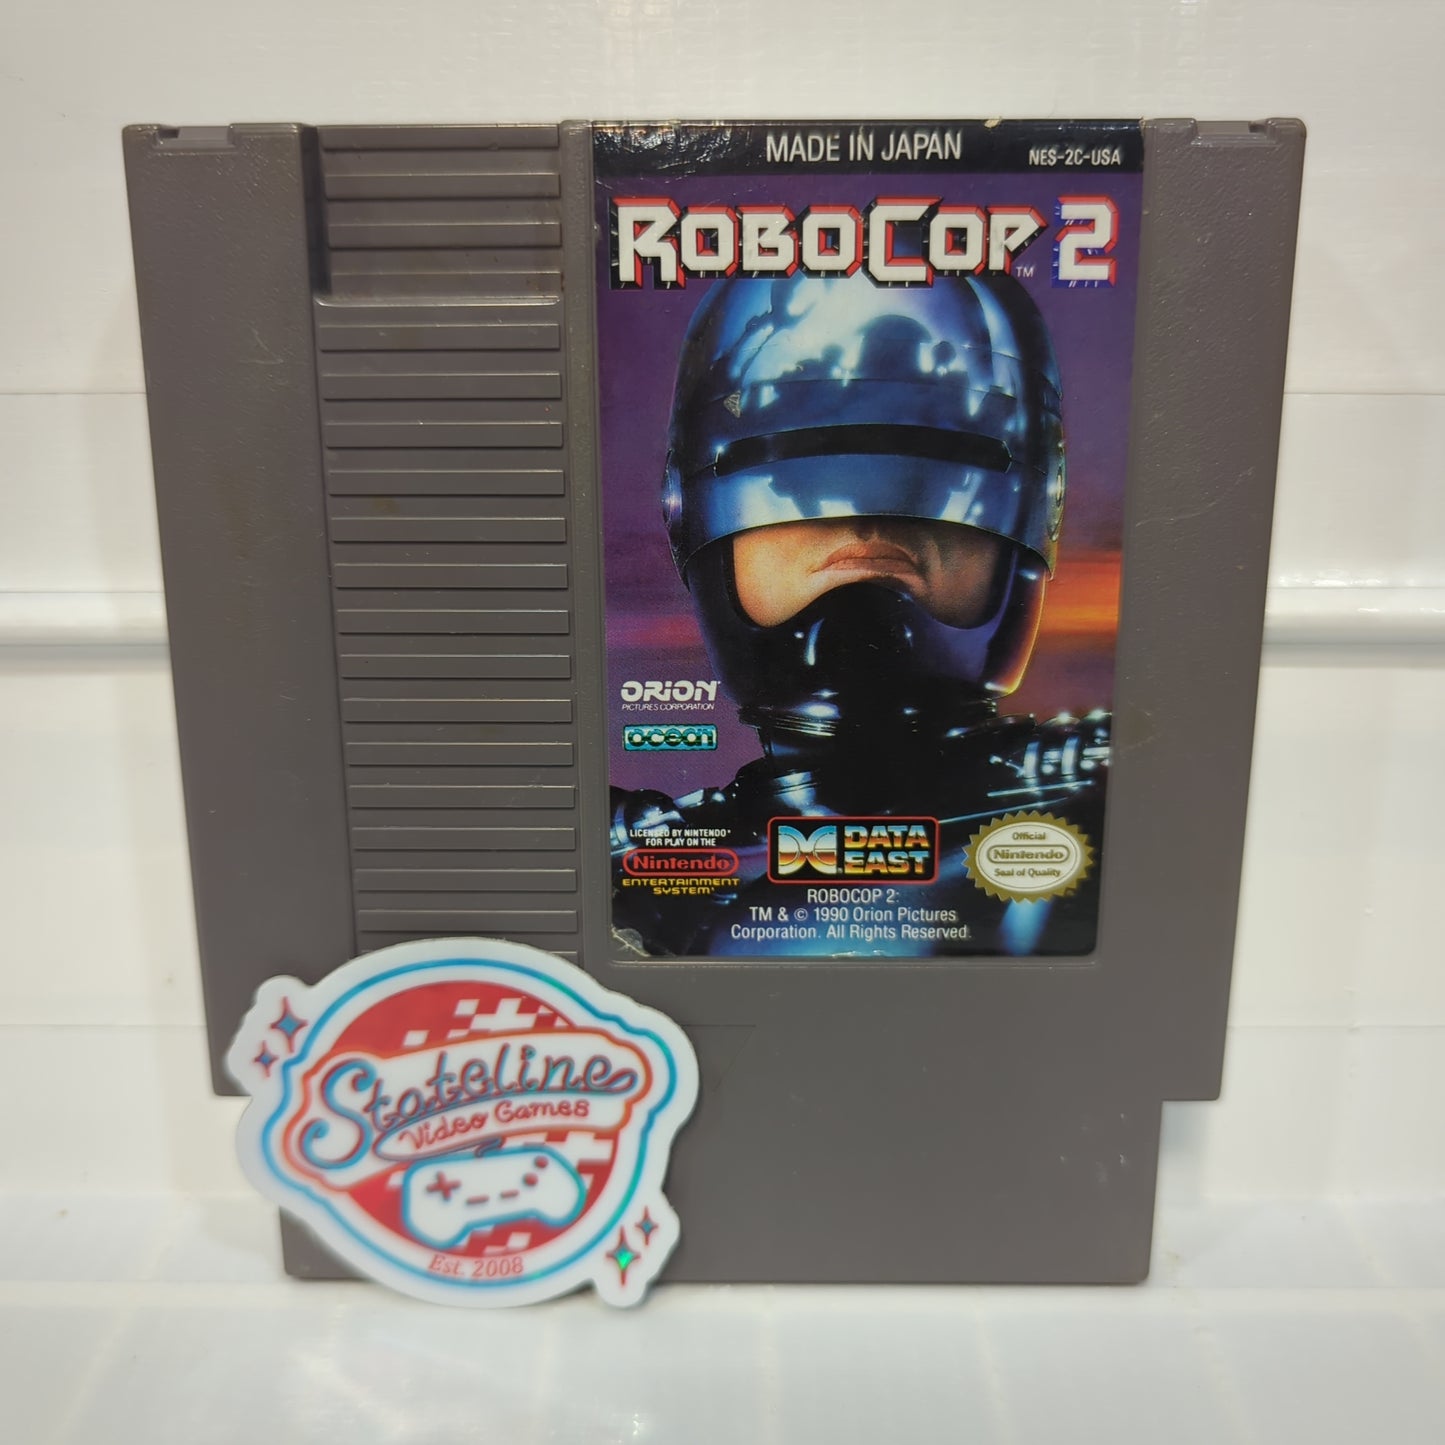 MADE IN JAPAN
NES-2C-USA
ROBOCOP 2
TM
ORION
PICTURES CORPORATION
ocean
LICENSED BY NINTENDO®
FOR PLAY ON THE
Nintendo
ENTERTAINMENT
SYSTEM
DATA
EAST
Official
Nintendo
Seal of Quality
ROBOCOP 2:
TM & © 1990 Orion Pictures
Corporation. All Rights Reserved.
Stateline
Video Games
Est. 2008